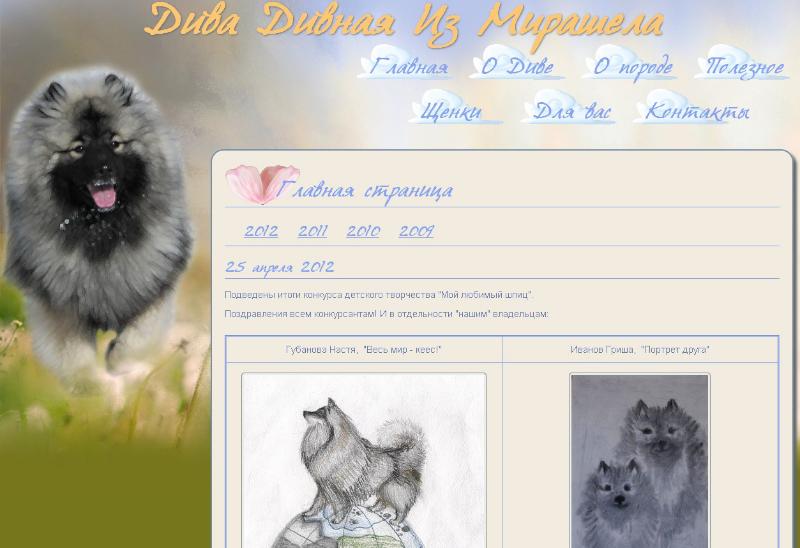 Дива Дивная Из Мирашела
Главная О Диве О породе Полезное
Щенки Для вас Контакты
Главная страница
2012 2011 2010 2009
25 апреля 2012
Подведены итоги конкурса детского творчества "Мой любимый шпиц".
Поздравления всем конкурсантам! И в отдельности "нашим" владельцам:
Губанова Настя, "Весь мир - кеес!" Иванов Гриша, "Портрет друга"